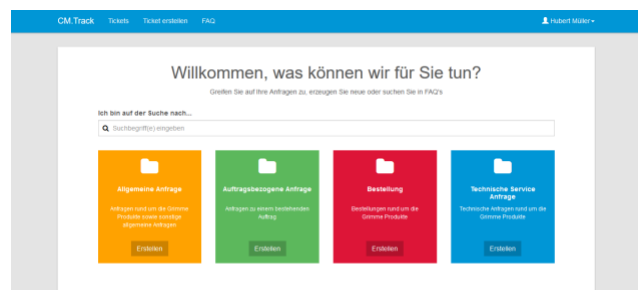 CM.Track Tickets Ticket erstellen FAQ Hubert Müller
Willkommen, was können wir für Sie tun?
Greifen Sie auf Ihre Anfragen zu, erzeugen Sie neue oder suchen Sie in FAQ's
Ich bin auf der Suche nach...
Suchbegriff(e) eingeben
Allgemeine Anfrage
Anfragen rund um die Grimme
Produkte sowie sonstige
allgemeine Anfragen
Erstellen
Auftragsbezogene Anfrage
Anfragen zu einem bestehenden
Auftrag
Erstellen
Bestellung
Bestellungen rund um die
Grimme Produkte
Erstellen
Technische Service
Anfrage
Technische Anfragen rund um die
Grimme Produkte
Erstellen